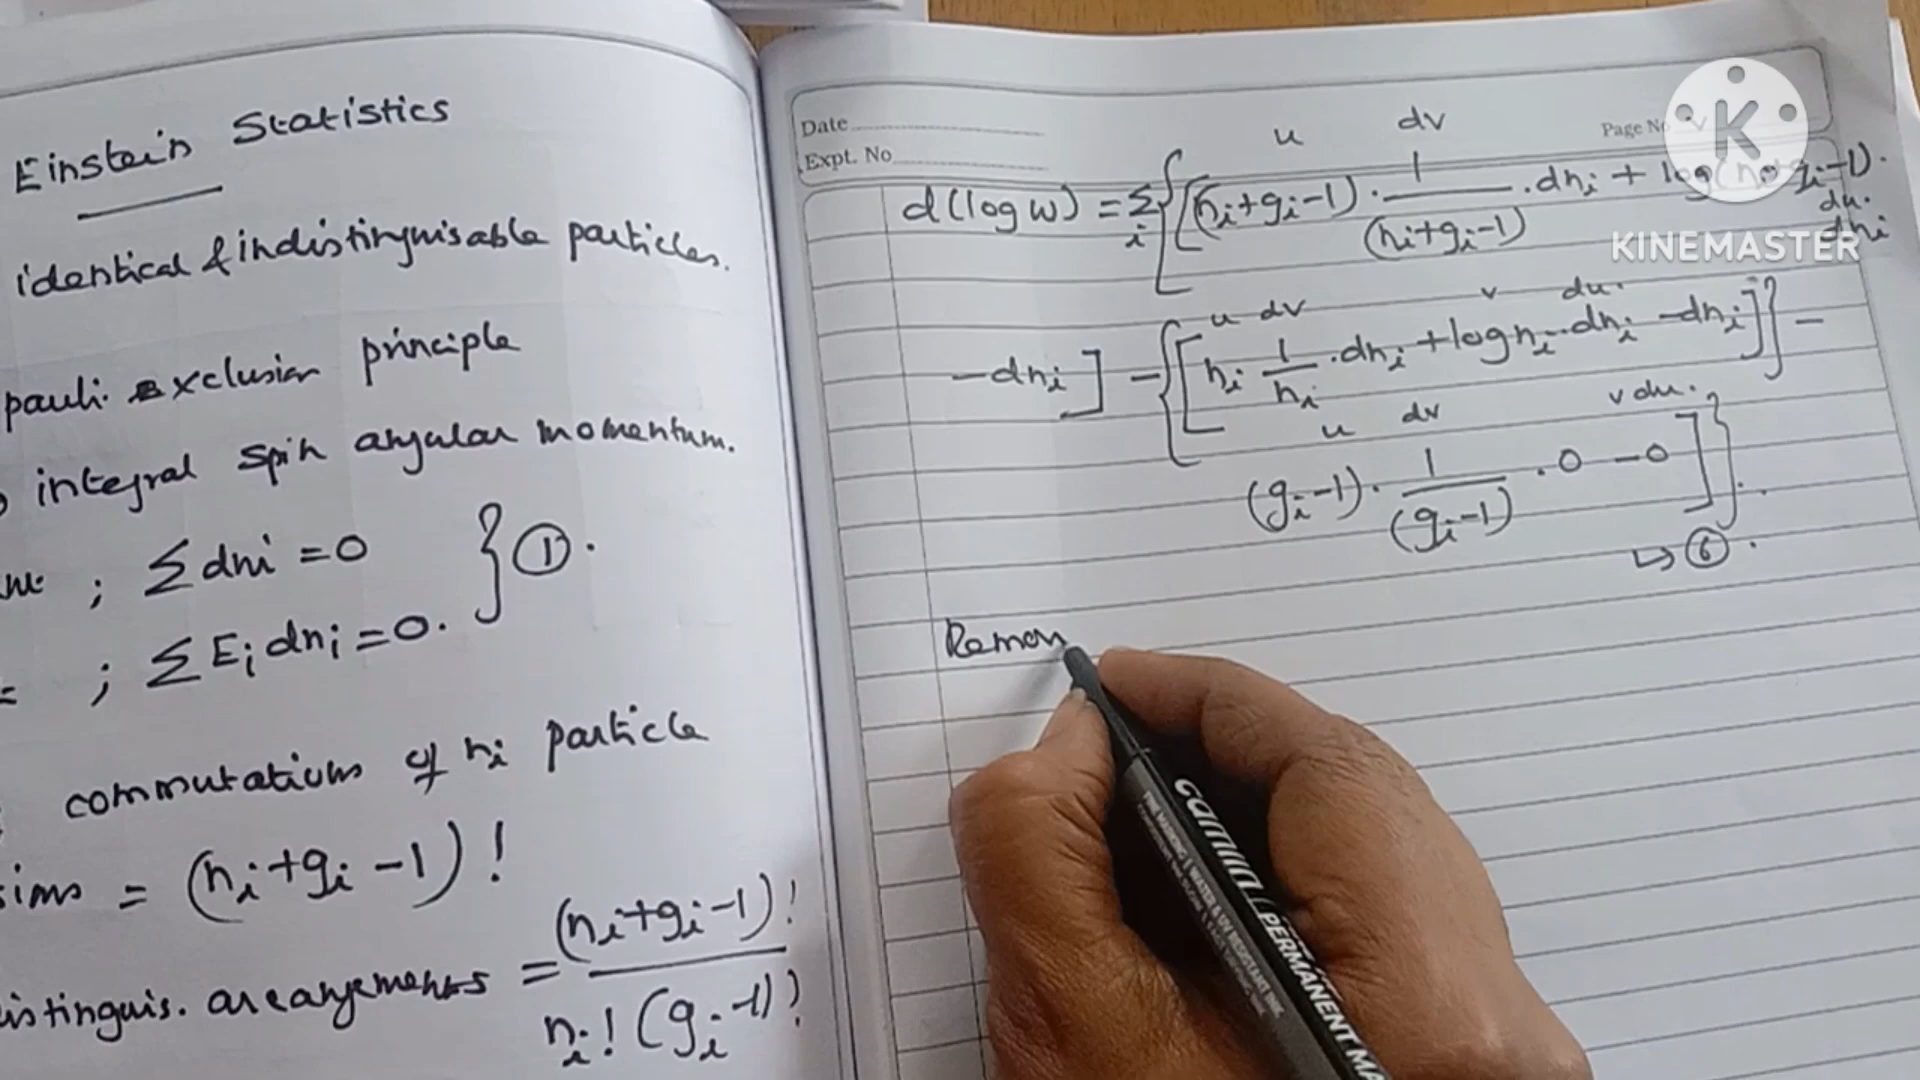 Einstein Statistics
identical & indistinguisable particles.
pauli exclusion principle
integral spin angular momentum.
; Σ dni = 0 } ①.
; Σ Ei dni = 0.
commutations of ni particle
= (ni+gi-1)!
distinguis. arrangements = (ni+gi-1)! / ni! (gi-1)!
Date
Expt. No
Page No
K
KINEMASTER
u dv v
d(log w) = Σi {[(ni+gi-1) . 1/(ni+gi-1) . dni + log(ni+gi-1).
du.
dni
u dv v du.
-dni] - {[ni 1/ni . dni + log ni . dni - dni]} -
u dv v du.
(gi-1) . 1/(gi-1) . 0 - 0]}.
↳ ⑥.